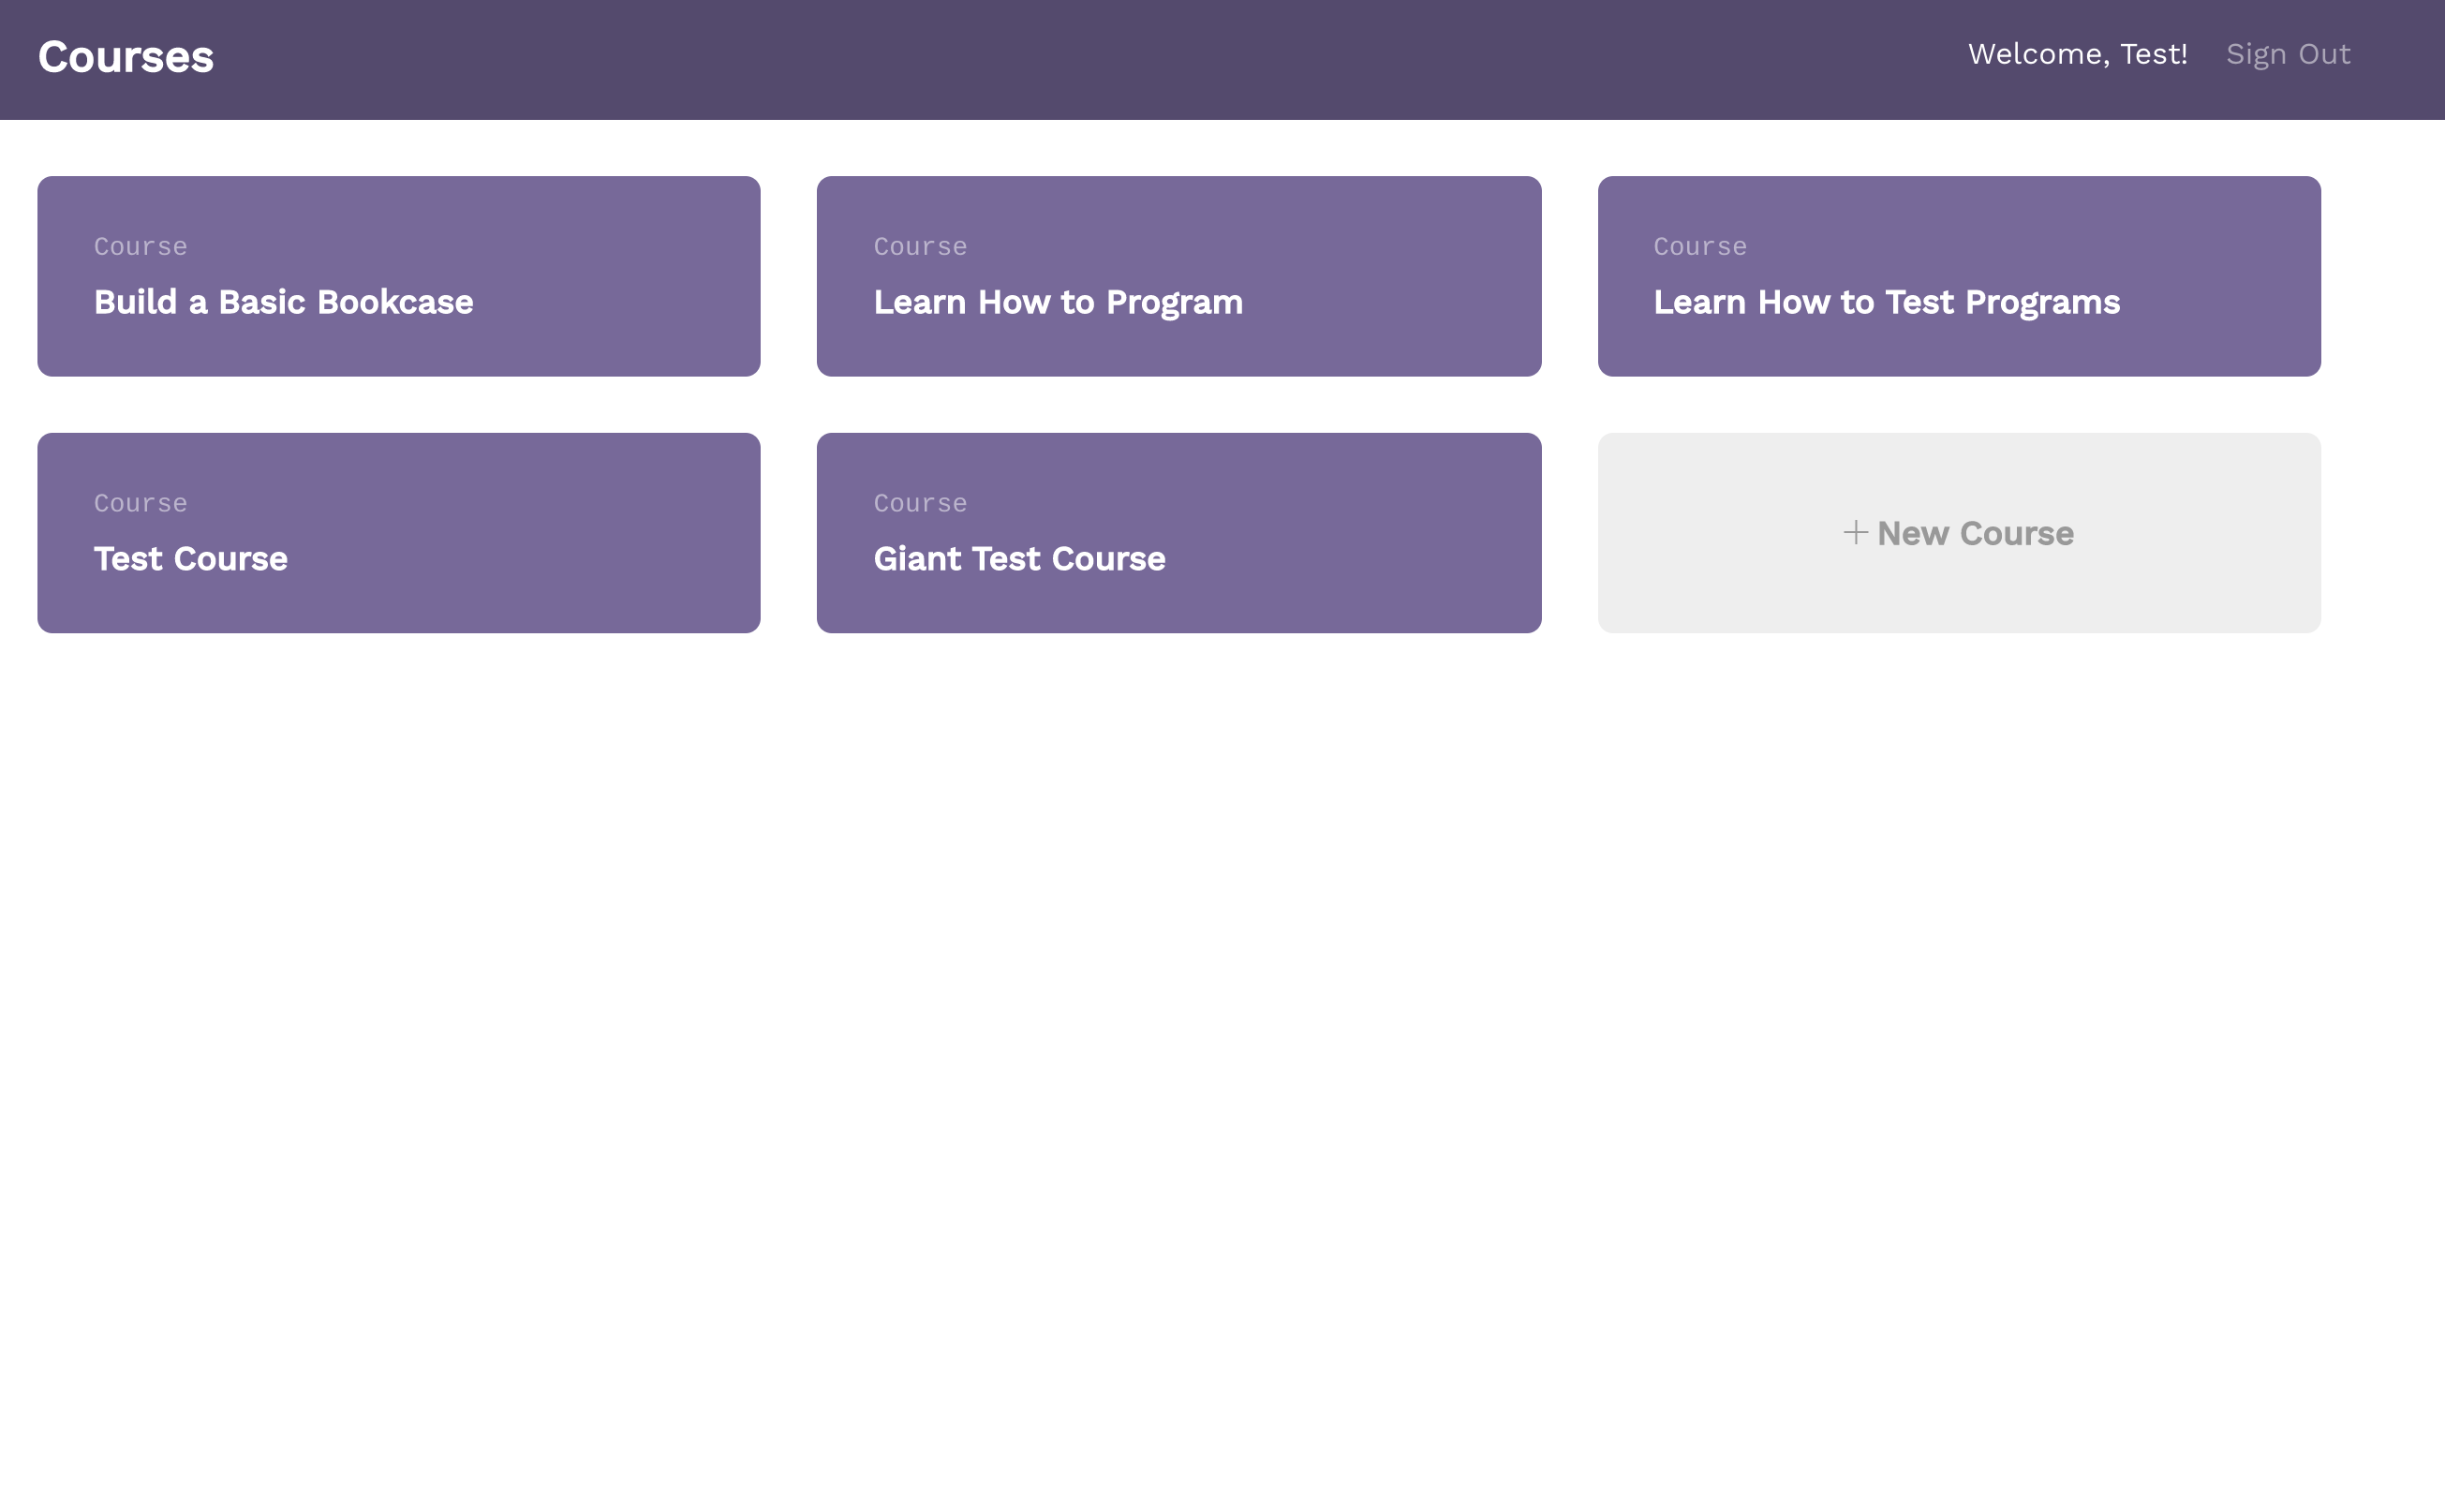 Courses
Welcome, Test! Sign Out
Course
Build a Basic Bookcase
Course
Learn How to Program
Course
Learn How to Test Programs
Course
Test Course
Course
Giant Test Course
+ New Course